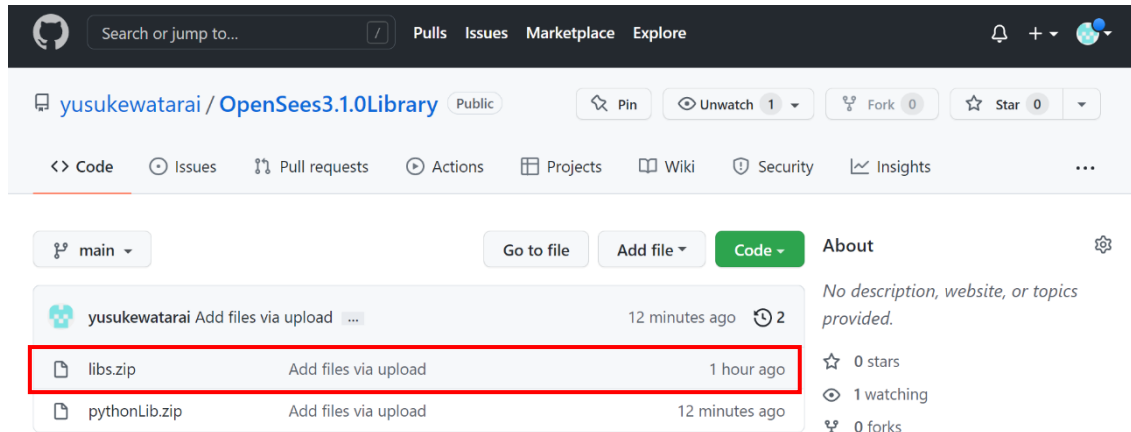 Search or jump to... / Pulls Issues Marketplace Explore
yusukewatarai / OpenSees3.1.0Library Public Pin Unwatch 1 Fork 0 Star 0
<> Code Issues Pull requests Actions Projects Wiki Security Insights ...
main Go to file Add file Code About
No description, website, or topics
provided.
yusukewatarai Add files via upload ... 12 minutes ago 2
libs.zip Add files via upload 1 hour ago
0 stars
1 watching
pythonLib.zip Add files via upload 12 minutes ago
0 forks